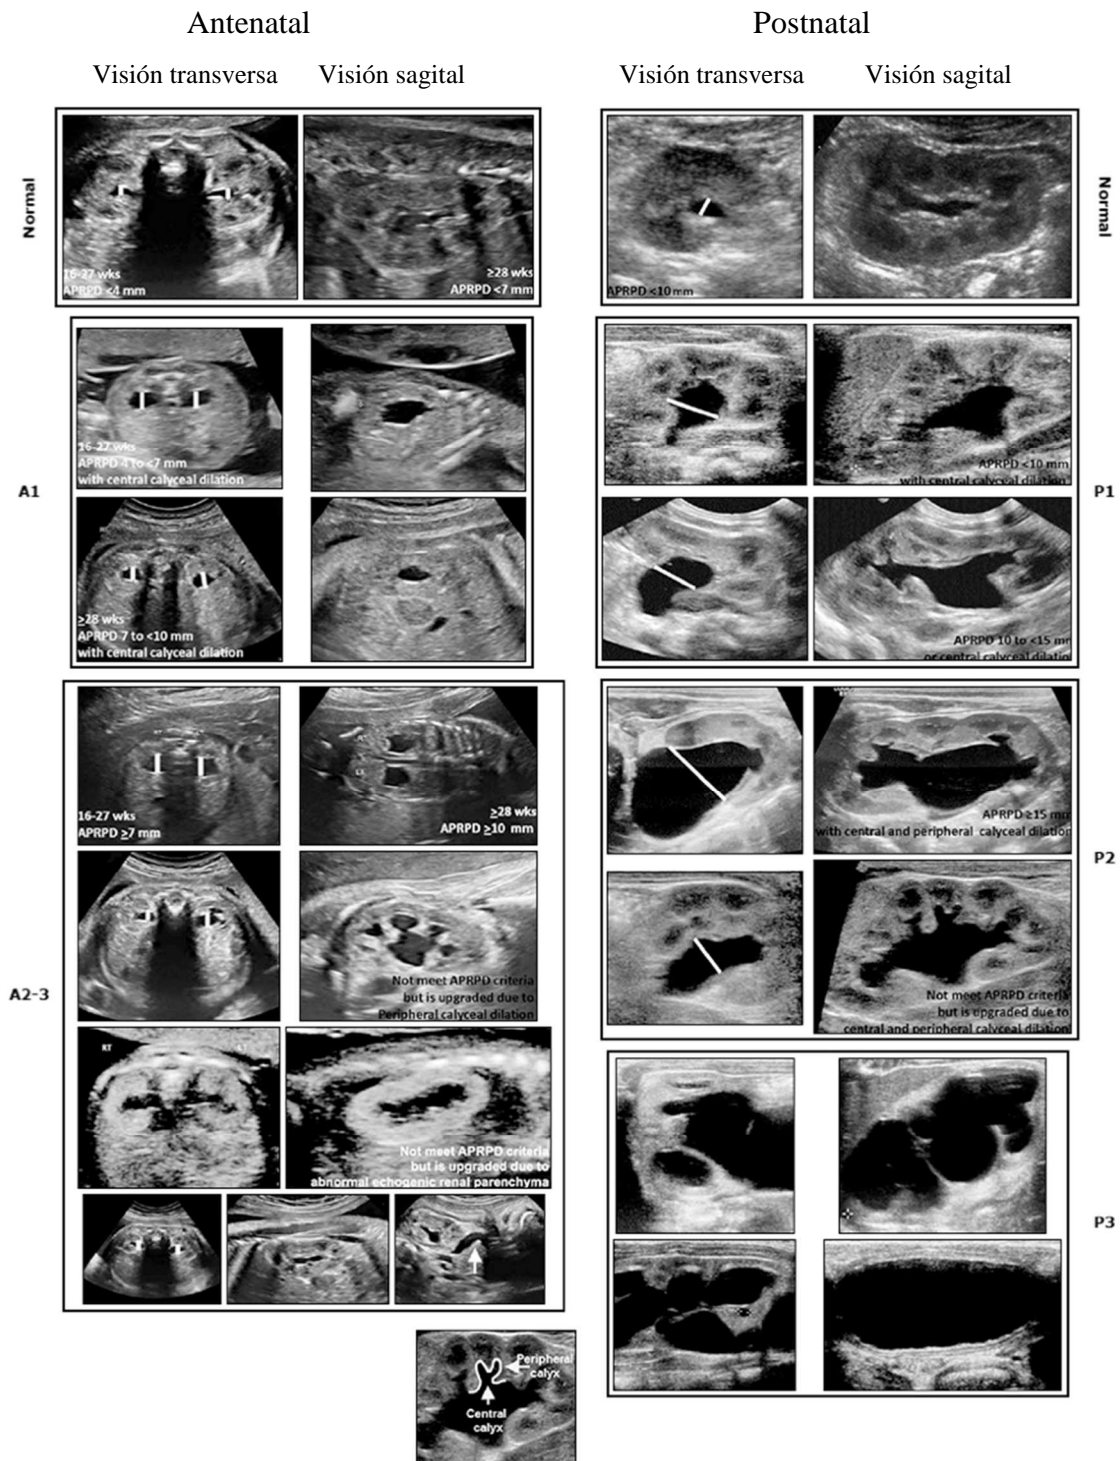 Antenatal
Postnatal
Visión transversa
Visión sagital
Visión transversa
Visión sagital
Normal
16-27 wks
APRPD <4 mm
≥28 wks
APRPD <7 mm
APRPD <10 mm
Normal
A1
16-27 wks
APRPD 4 to <7 mm
with central calyceal dilation
≥28 wks
APRPD 7 to <10 mm
with central calyceal dilation
APRPD <10 mm
with central calyceal dilation
P1
APRPD 10 to <15 mm
or central calyceal dilation
A2-3
16-27 wks
APRPD ≥7 mm
LK
≥28 wks
APRPD ≥10 mm
Not meet APRPD criteria
but is upgraded due to
Peripheral calyceal dilation
RT
Not meet APRPD criteria
but is upgraded due to
abnormal echogenic renal parenchyma
APRPD ≥15 mm
with central and peripheral calyceal dilation
P2
Not meet APRPD criteria
but is upgraded due to
central and peripheral calyceal dilation
P3
Peripheral
calyx
Central
calyx